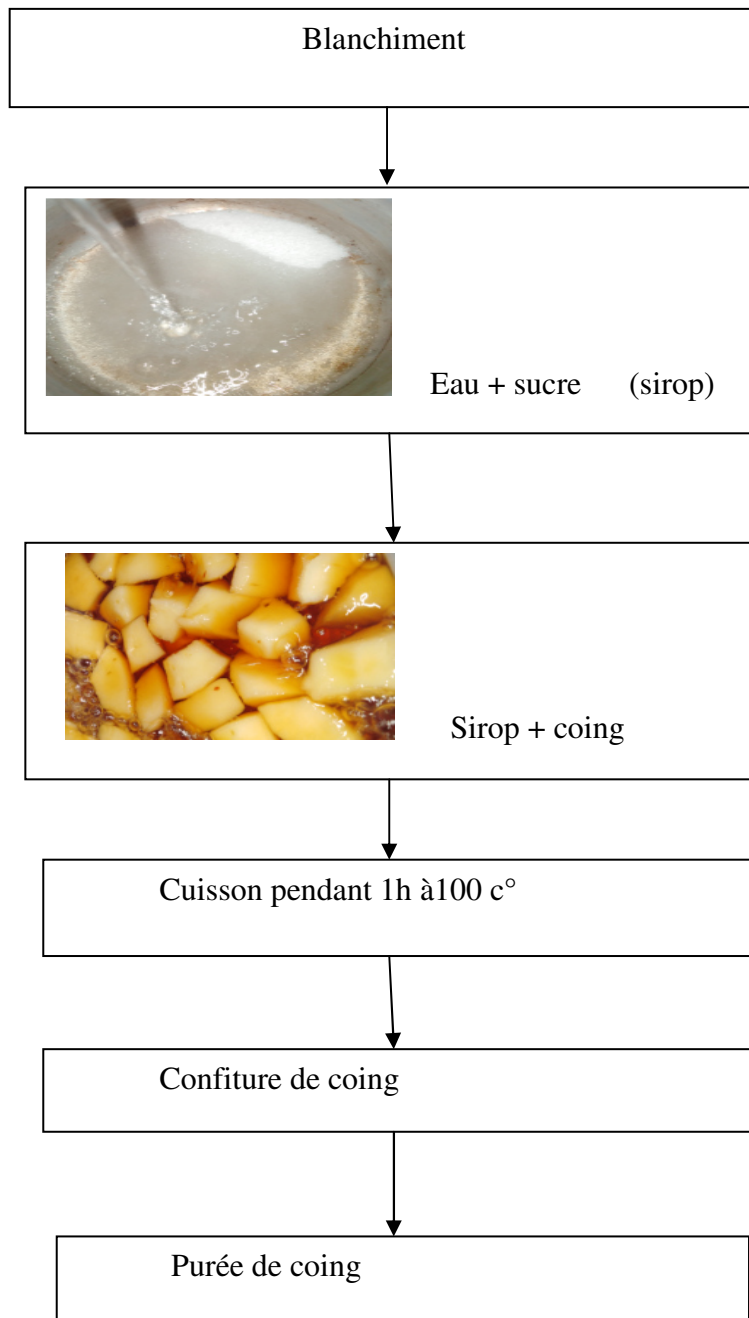 Blanchiment
Eau + sucre (sirop)
Sirop + coing
Cuisson pendant 1h à100 c°
Confiture de coing
Purée de coing